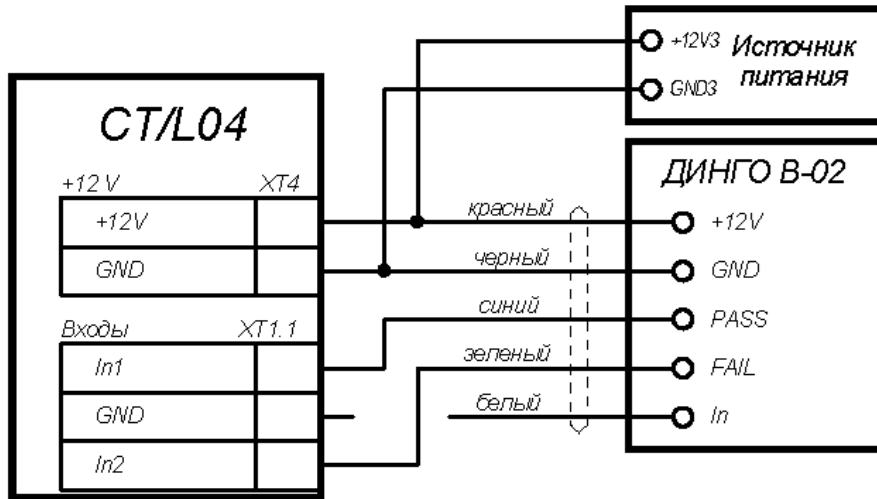 +12V3
Источник
питания
GND3
СТ/L04
ДИНГО В-02
+12 V
XT4
+12V
красный
+12V
GND
черный
GND
синий
PASS
Входы
XT1.1
зеленый
In1
FAIL
GND
белый
In
In2